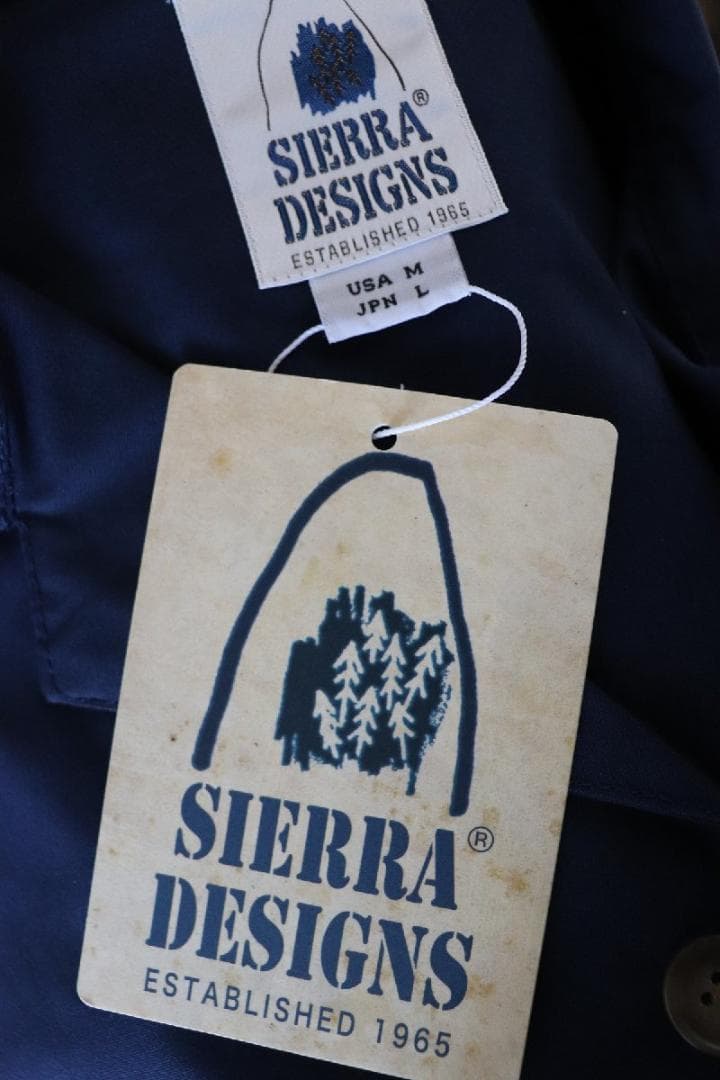 SIERRA®
DESIGNS
ESTABLISHED 1965
USA M
JPN L
SIERRA®
DESIGNS
ESTABLISHED 1965